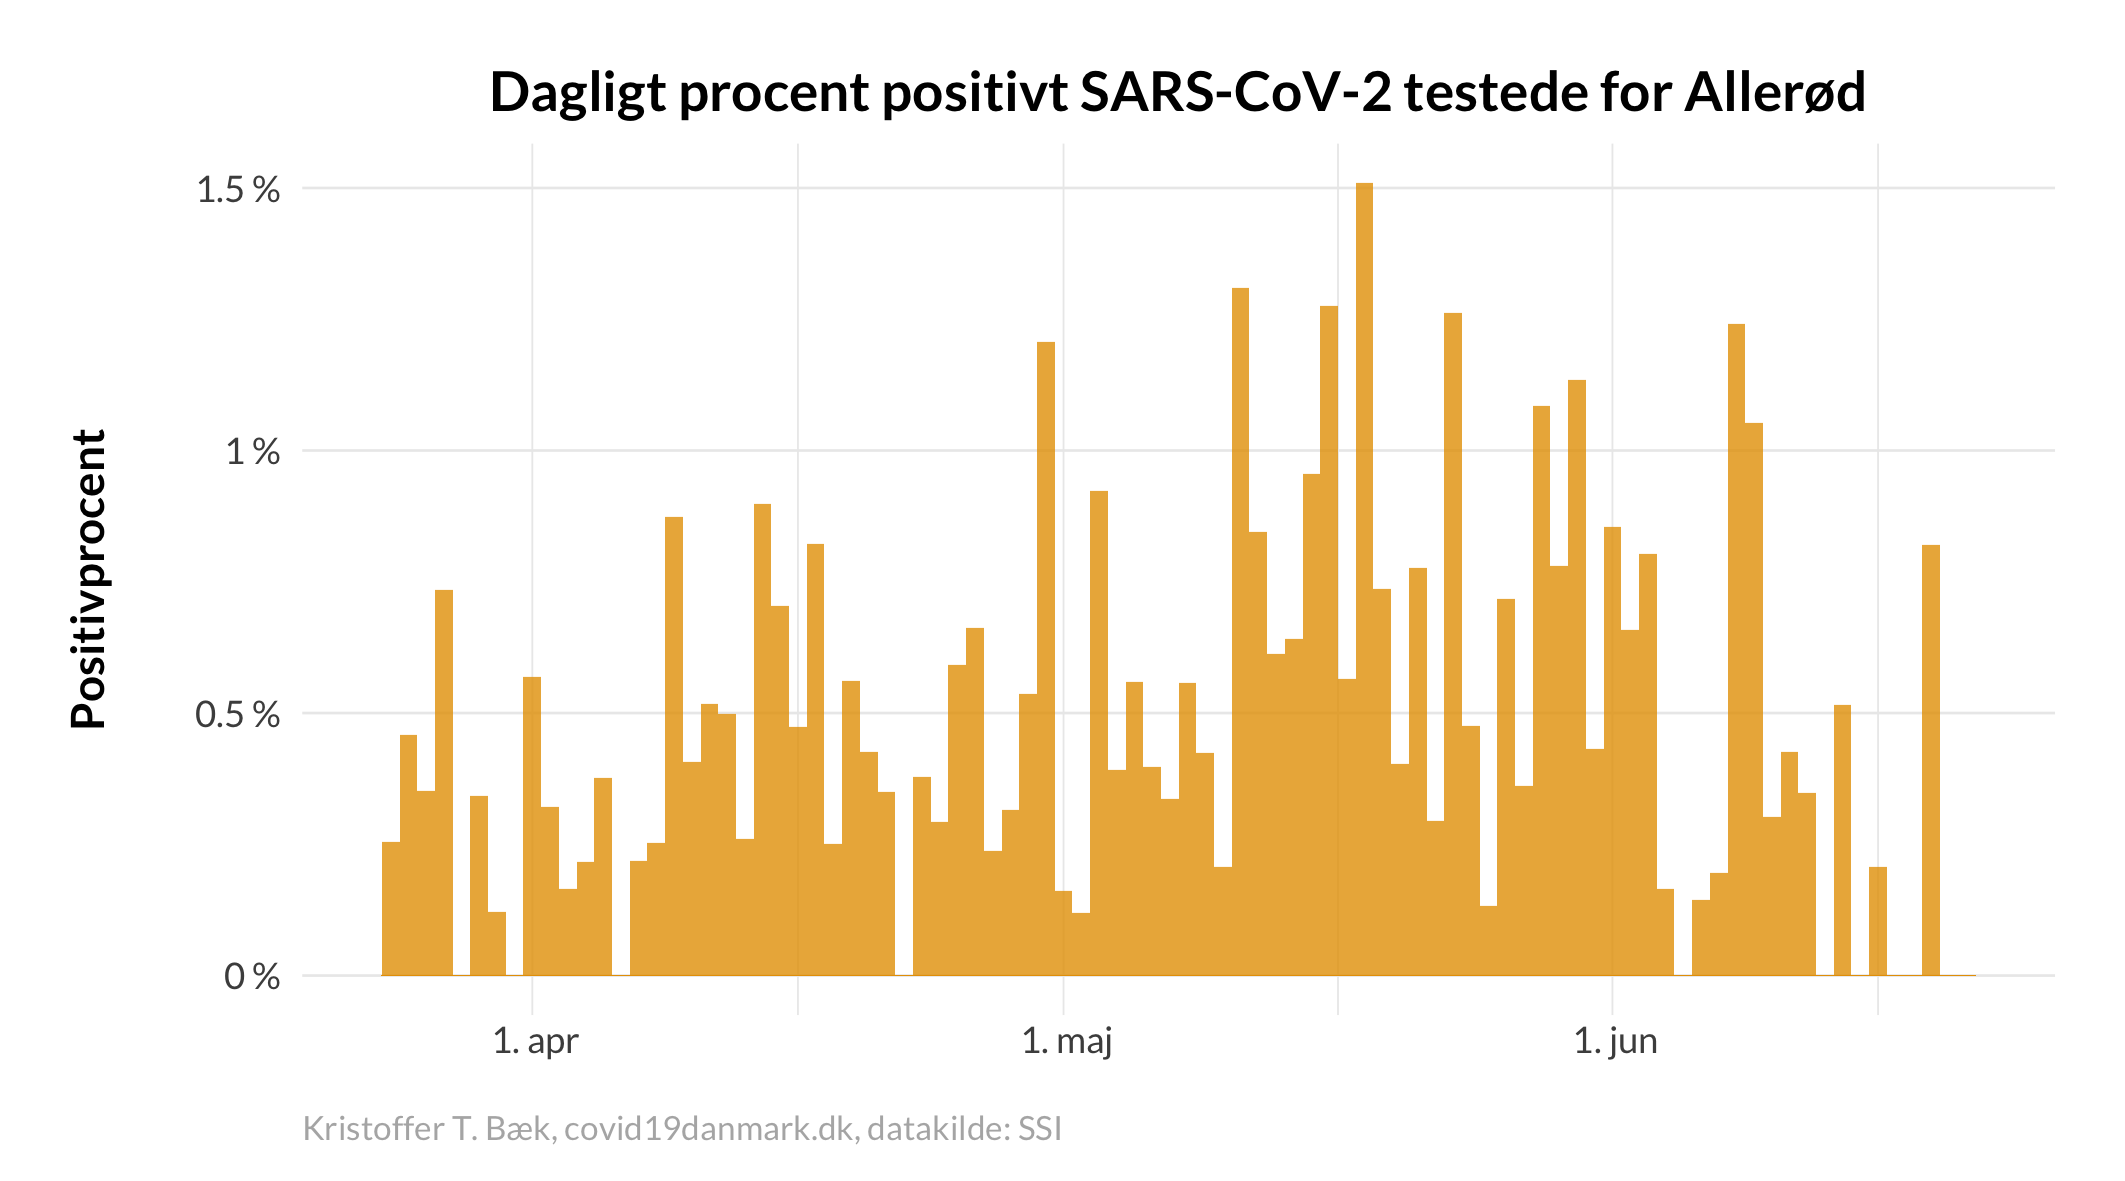 Dagligt procent positivt SARS-CoV-2 testede for Allerød
Positivprocent
1.5 %
1 %
0.5 %
0 %
1. apr
1. maj
1. jun
Kristoffer T. Bæk, covid19danmark.dk, datakilde: SSI